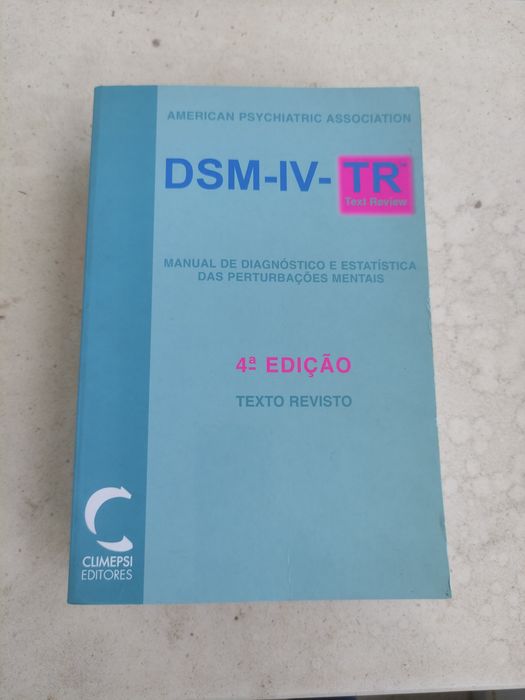 AMERICAN PSYCHIATRIC ASSOCIATION
DSM-IV-TR™
Text Review
MANUAL DE DIAGNÓSTICO E ESTATÍSTICA
DAS PERTURBAÇÕES MENTAIS
4ª EDIÇÃO
TEXTO REVISTO
CLIMEPSI
EDITORES